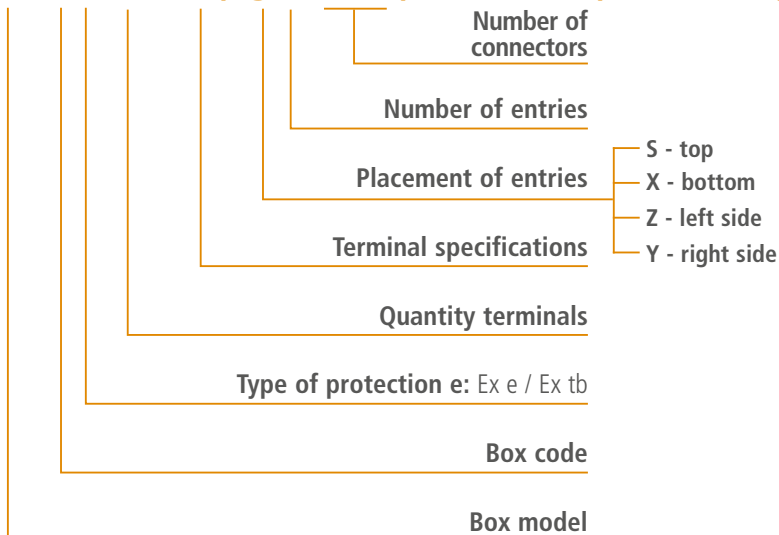 Number of
connectors
Number of entries
Placement of entries
S - top
X - bottom
Z - left side
Y - right side
Terminal specifications
Quantity terminals
Type of protection e: Ex e / Ex tb
Box code
Box model